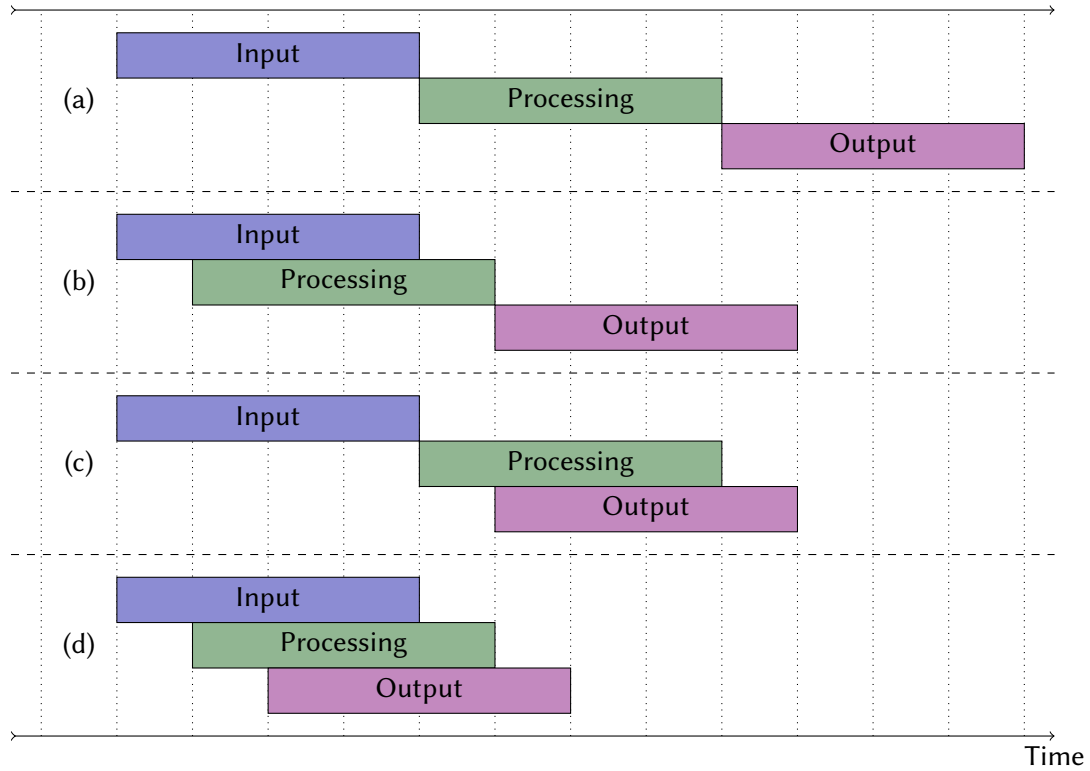 Input
(a)
Processing
Output
Input
(b)
Processing
Output
Input
(c)
Processing
Output
Input
(d)
Processing
Output
Time